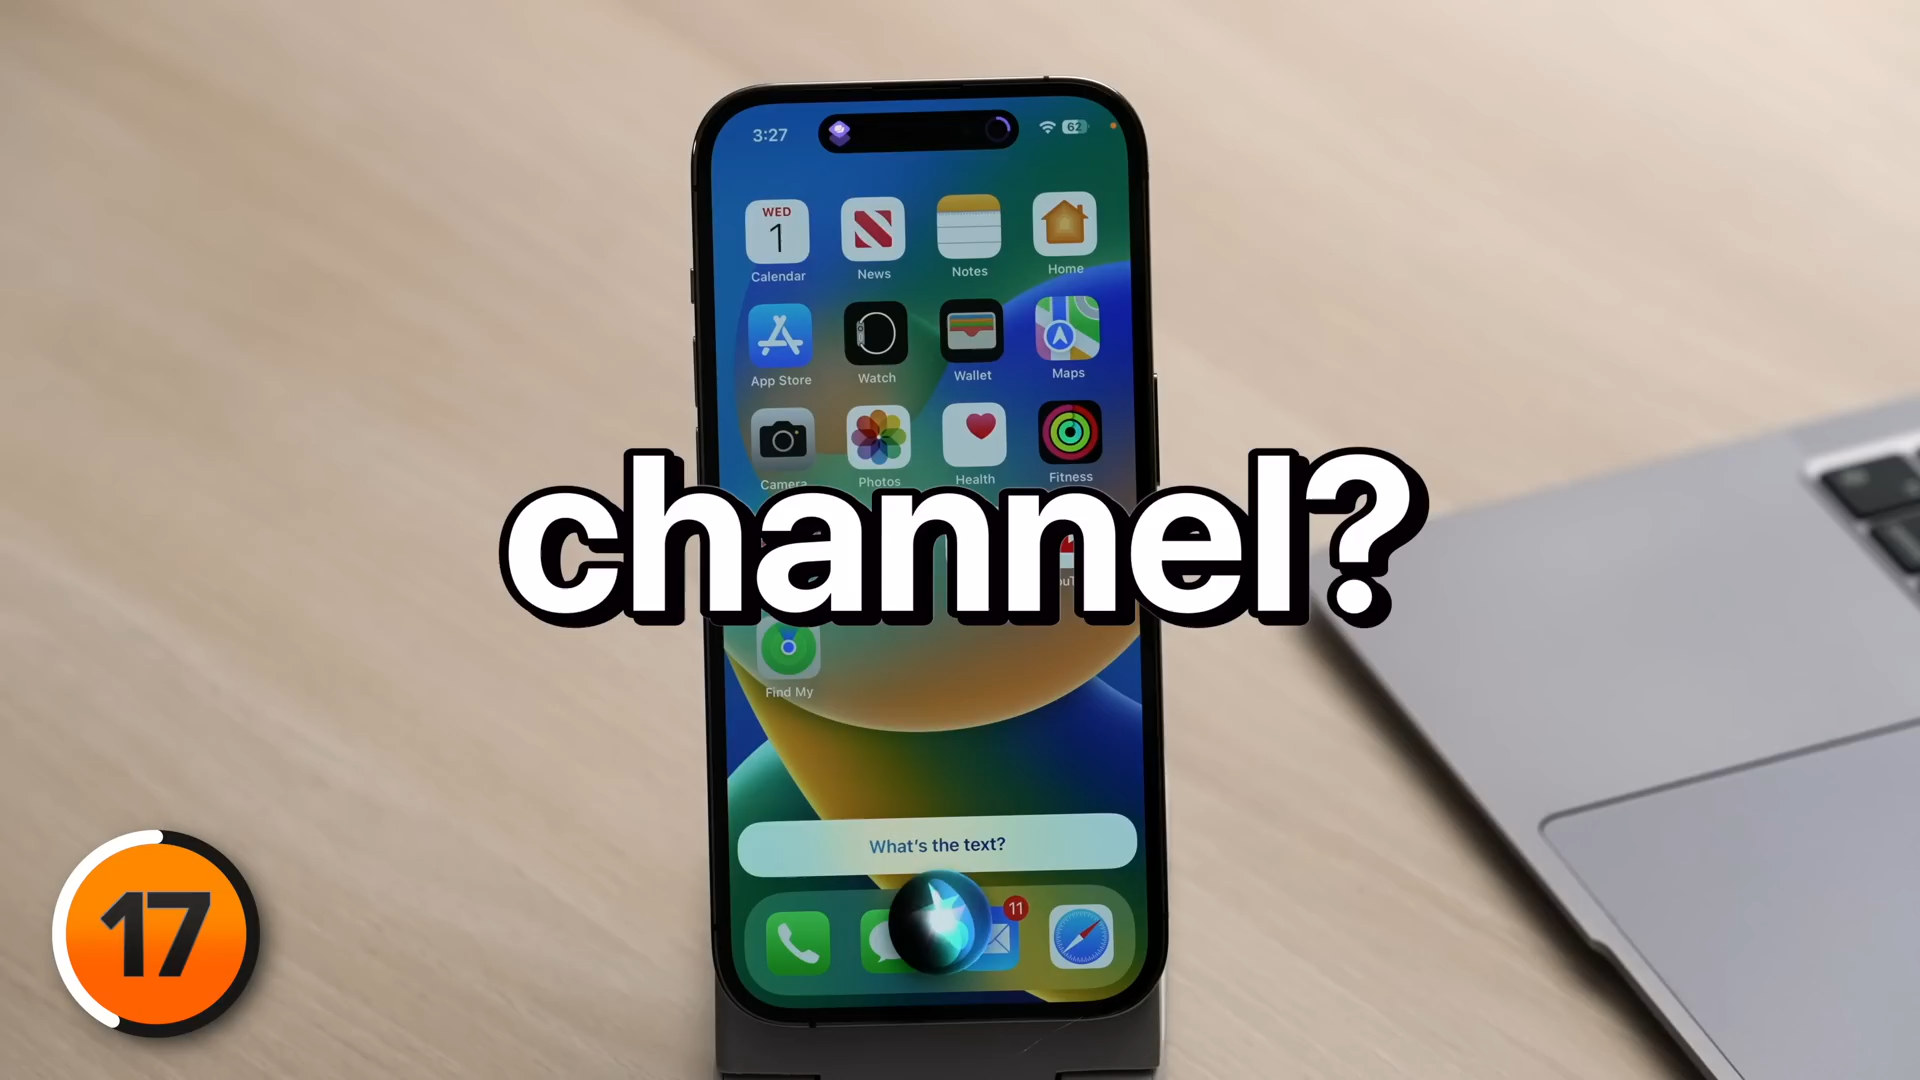 3:27
62
WED
1
Calendar
News
Notes
Home
App Store
Watch
Wallet
Maps
Camera
Photos
Health
Fitness
channel?
Find My
What's the text?
11
17